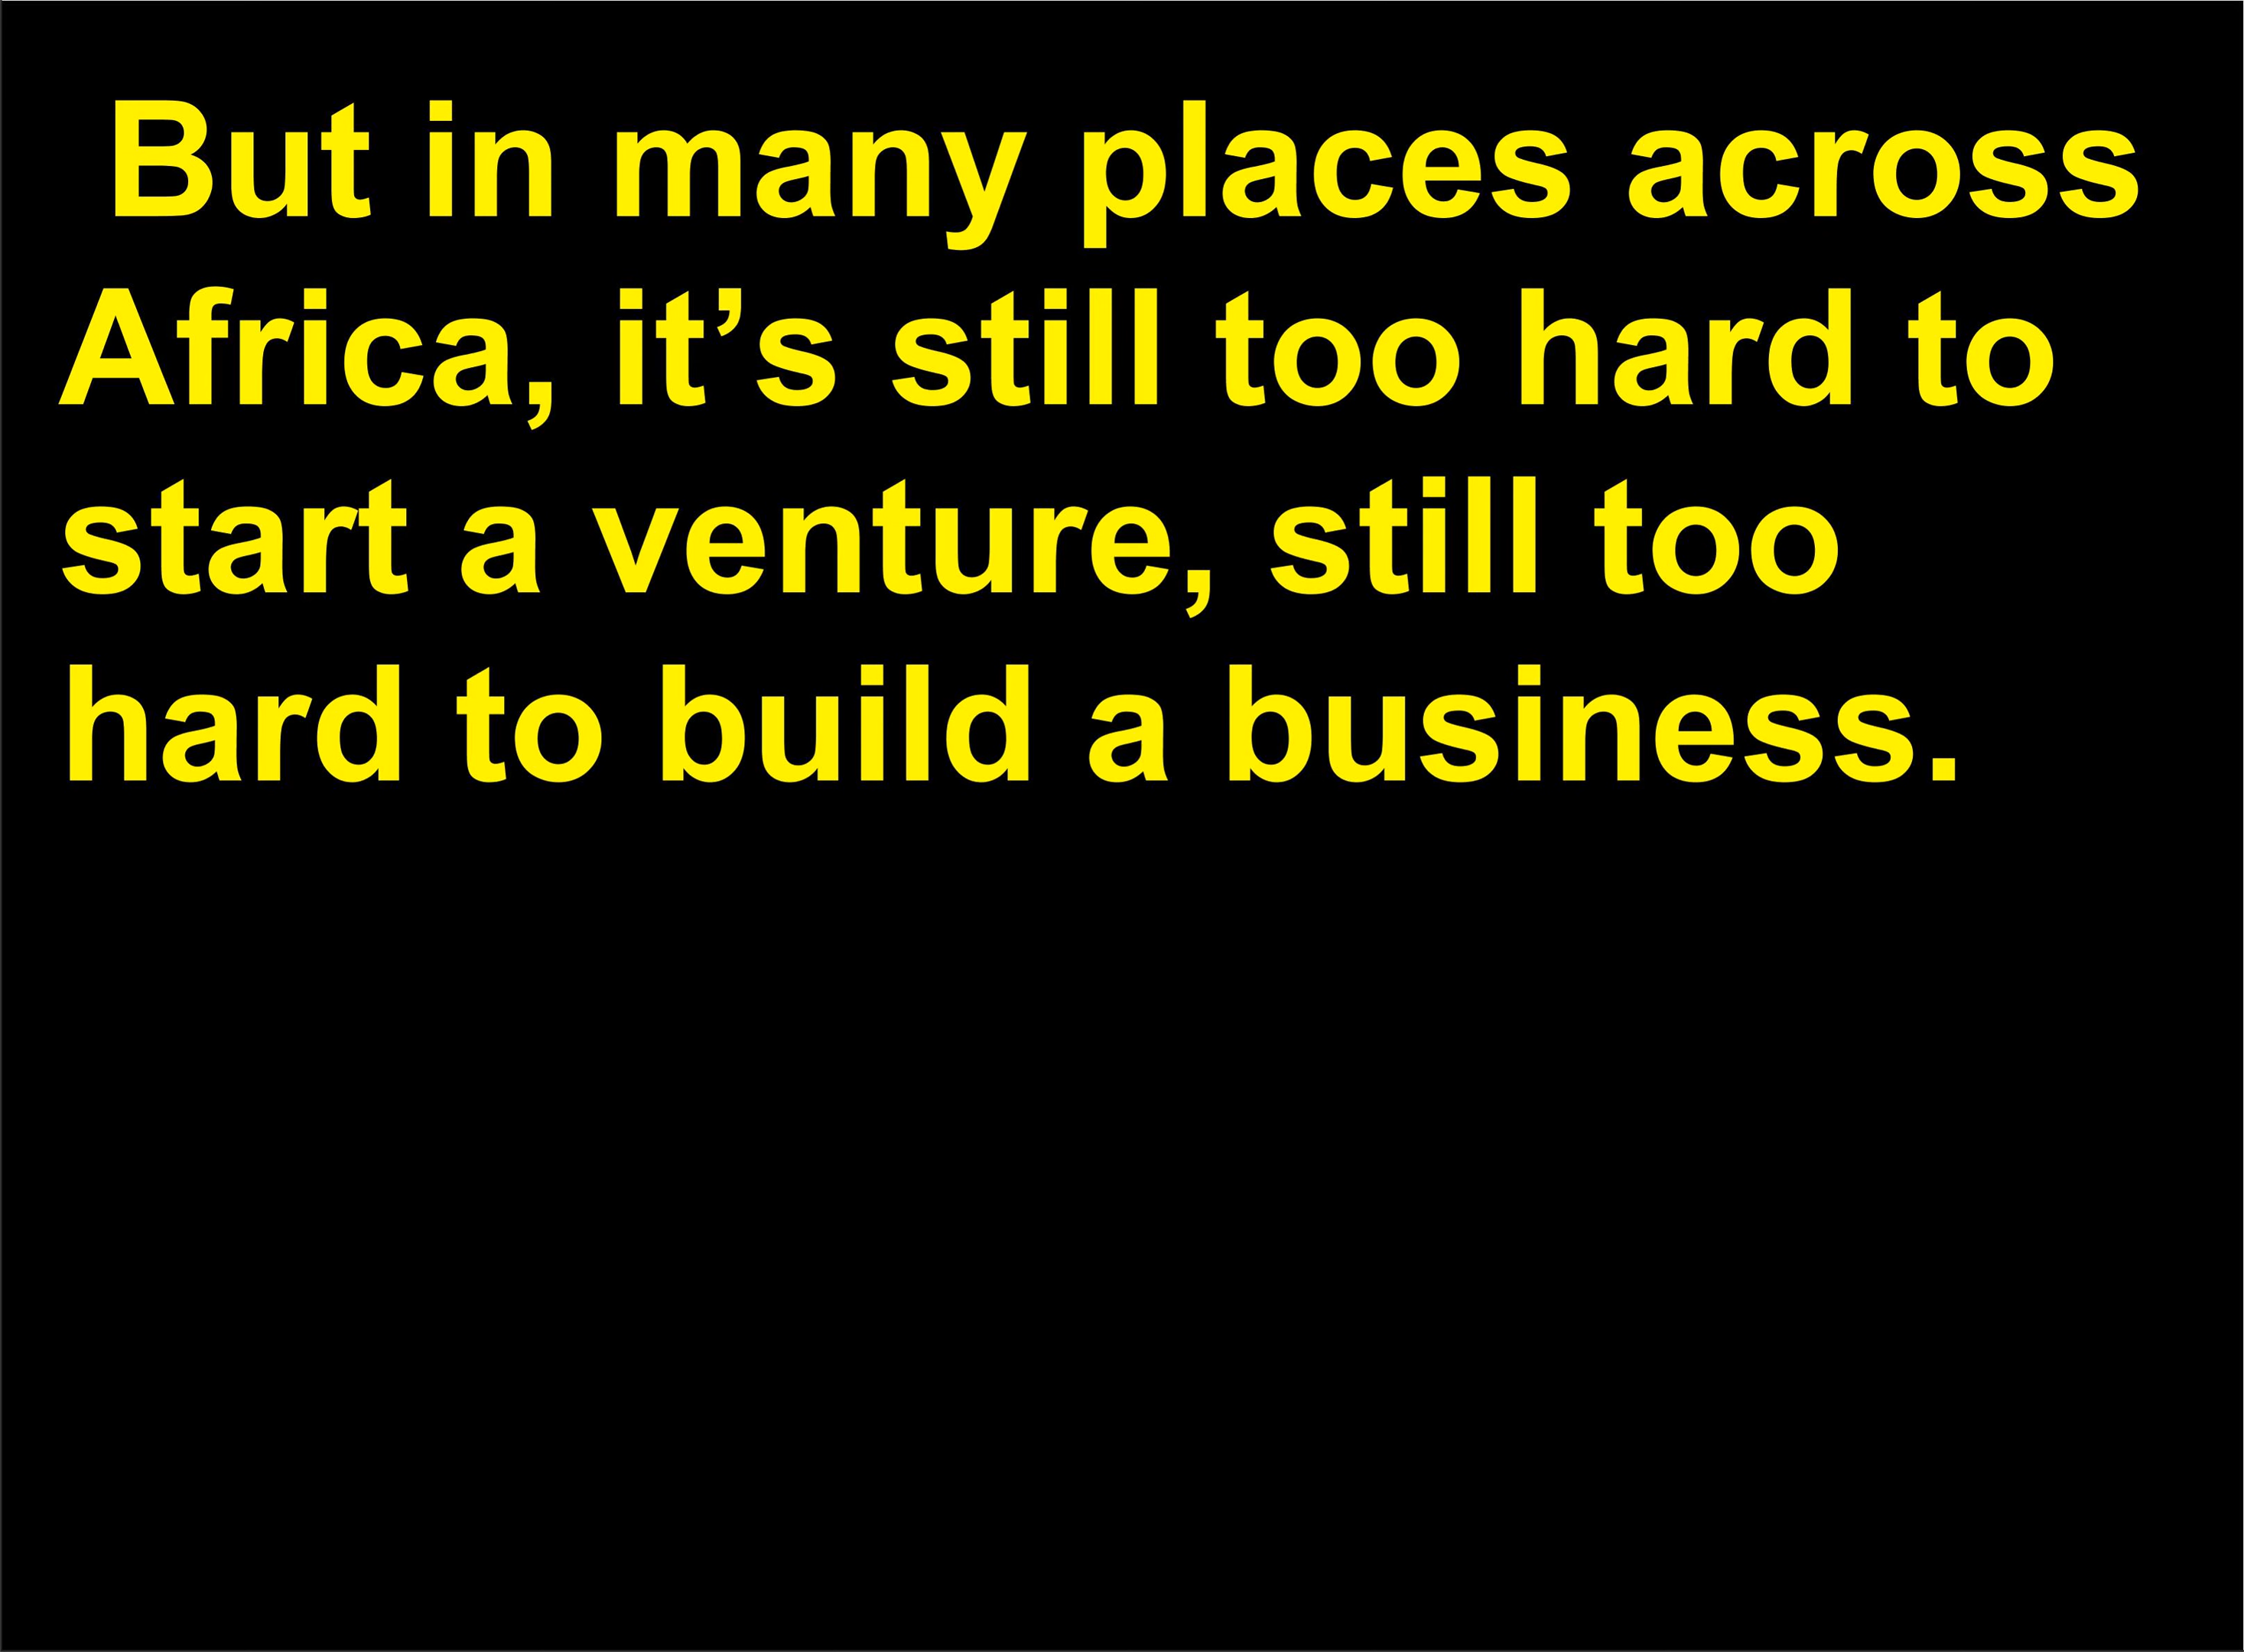 But in many places across
Africa, it’s still too hard to
start a venture, still too
hard to build a business.